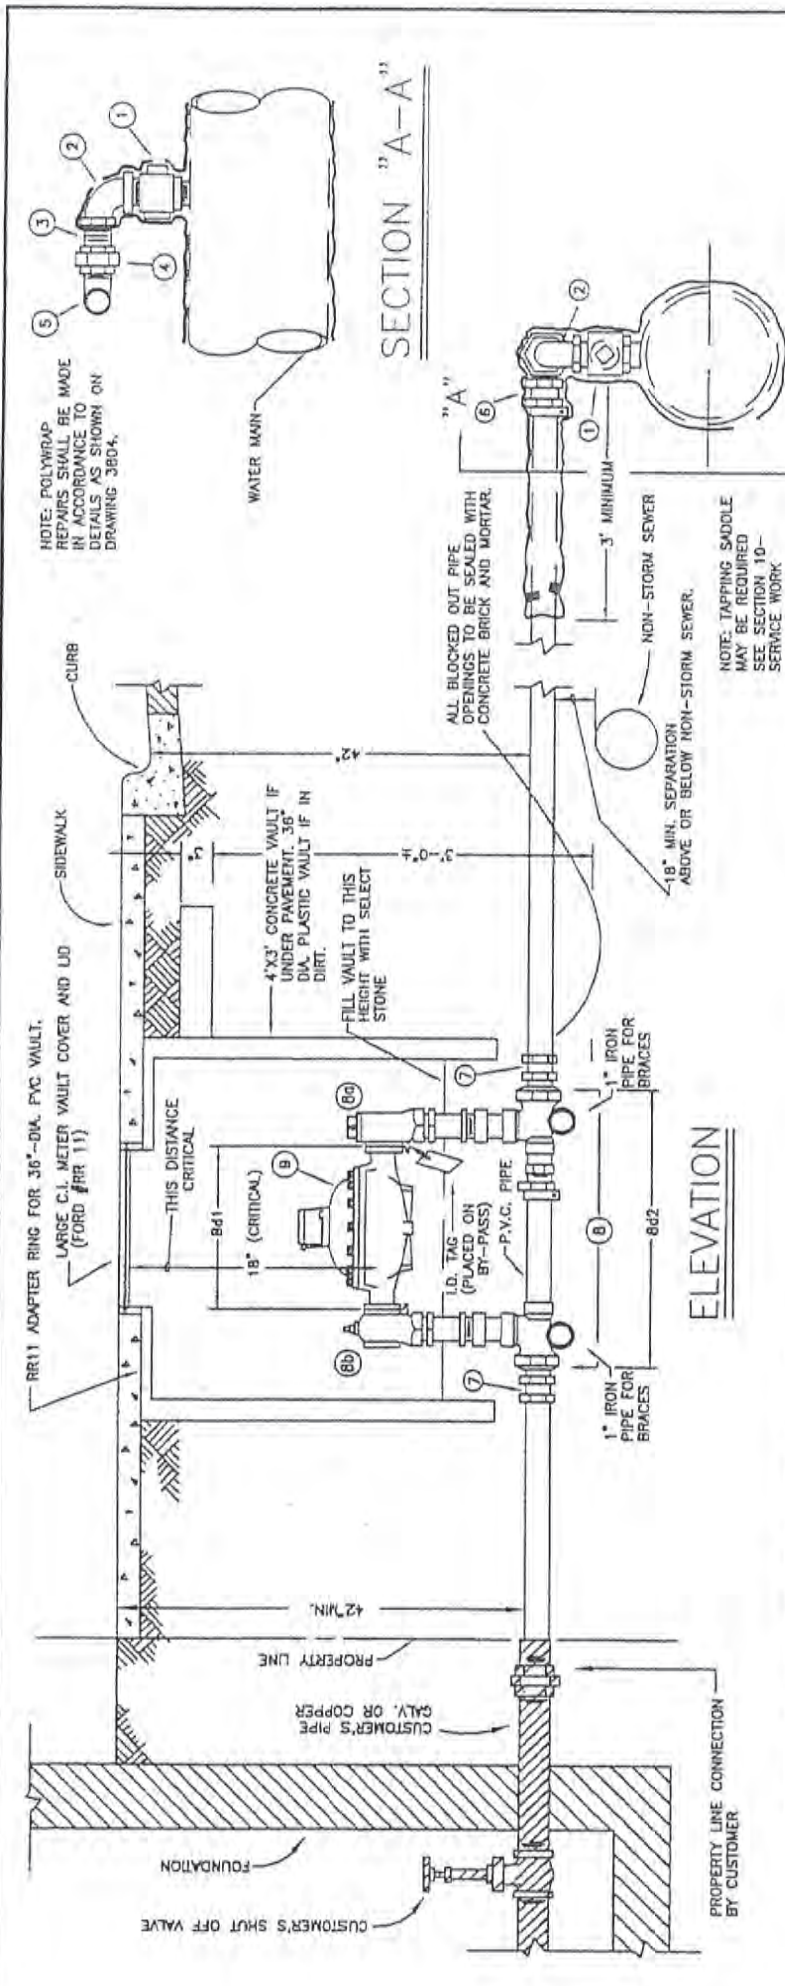 RR11 ADAPTER RING FOR 36"-DIA. PVC VAULT.
LARGE C.I. METER VAULT COVER AND LID
(FORD #RR 11)
SIDEWALK
CURB
THIS DISTANCE
CRITICAL
18" (CRITICAL)
8d1
9
8a
8b
4'X3' CONCRETE VAULT IF
UNDER PAVEMENT. 36"
DIA. PLASTIC VAULT IF IN
DIRT.
FILL VAULT TO THIS
HEIGHT WITH SELECT
STONE
3"
3'-0"±
42"
42"MIN.
PROPERTY LINE
CUSTOMER'S PIPE
GALV. OR COPPER
FOUNDATION
CUSTOMER'S SHUT OFF VALVE
PROPERTY LINE CONNECTION
BY CUSTOMER
I.D. TAG
(PLACED ON
BY-PASS)
P.V.C. PIPE
7
7
1" IRON
PIPE FOR
BRACES
1" IRON
PIPE FOR
BRACES
8
8d2
ELEVATION
ALL BLOCKED OUT PIPE
OPENINGS TO BE SEALED WITH
CONCRETE BRICK AND MORTAR.
18" MIN. SEPARATION
ABOVE OR BELOW NON-STORM SEWER.
NON-STORM SEWER
3' MINIMUM
"A"
6
2
1
NOTE: TAPPING SADDLE
MAY BE REQUIRED
SEE SECTION 10-
SERVICE WORK
NOTE: POLYWRAP
REPAIRS SHALL BE MADE
IN ACCORDANCE TO
DETAILS AS SHOWN ON
DRAWING 3B04.
5
3
2
1
4
WATER MAIN
SECTION "A-A"